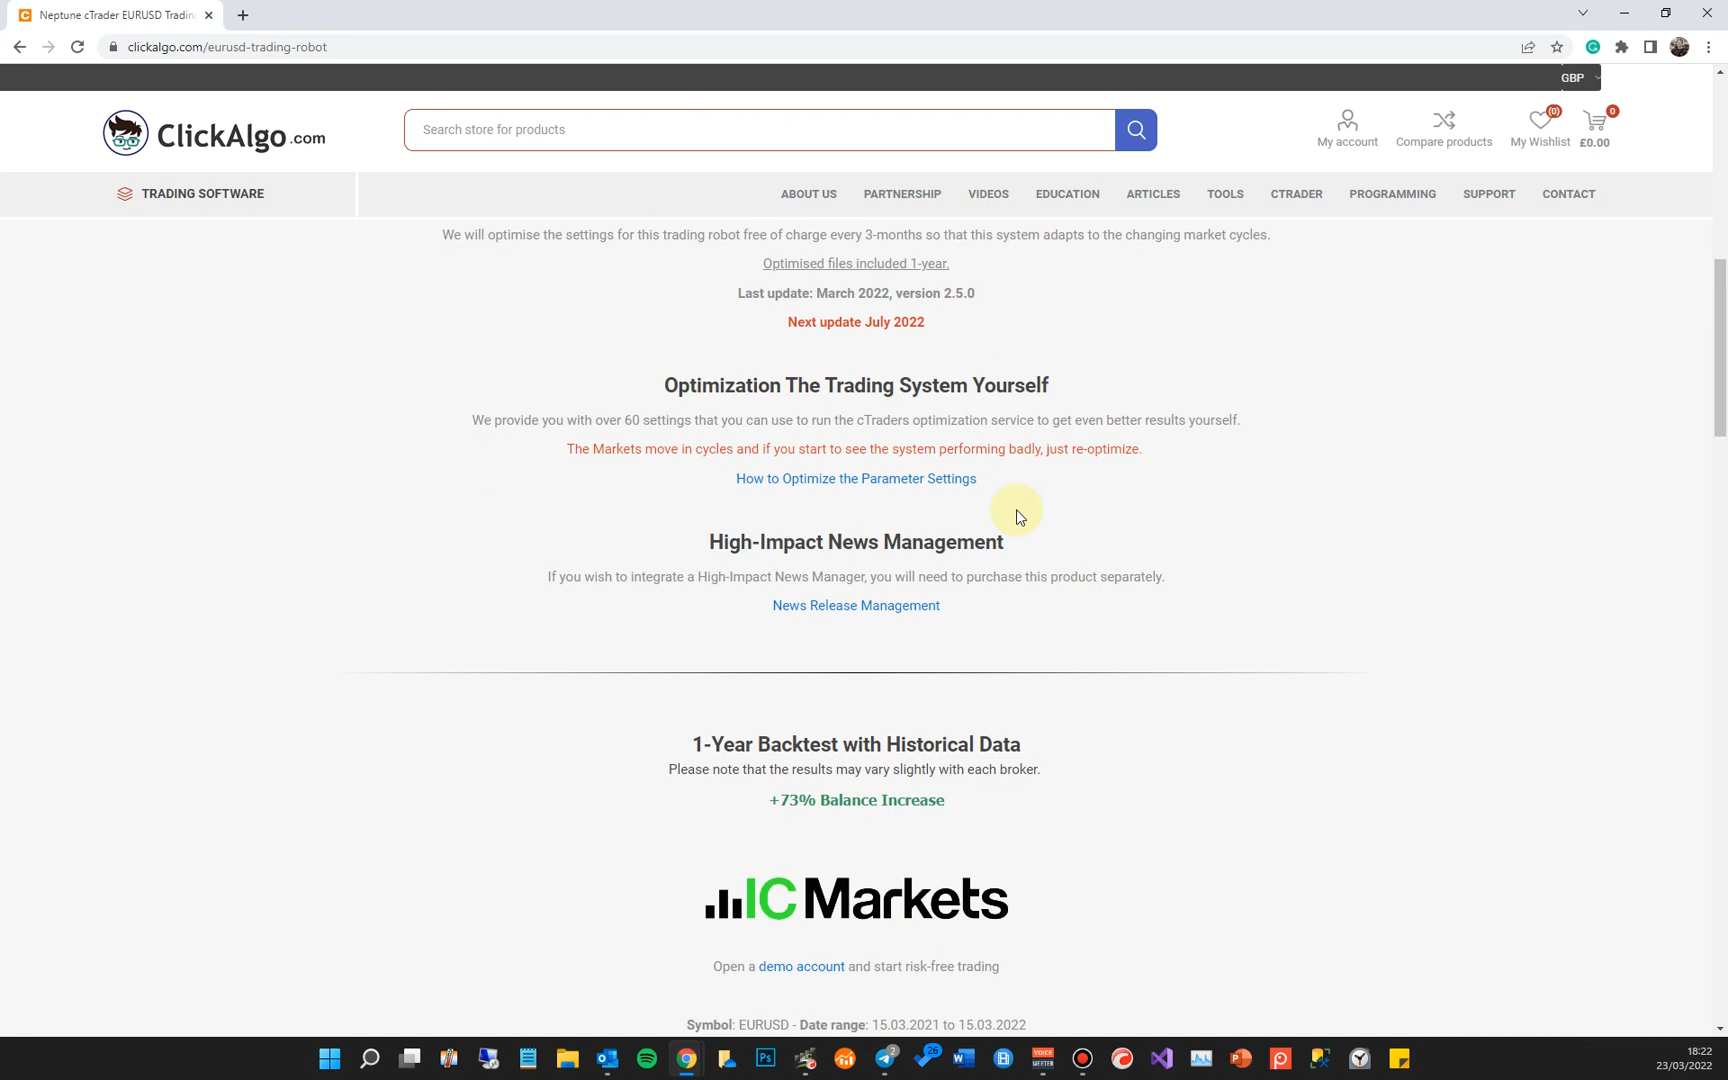 Neptune cTrader EURUSD Tradin
clickalgo.com/eurusd-trading-robot
GBP
ClickAlgo.com
Search store for products
My account
Compare products
(0)
My Wishlist
0
£0.00
TRADING SOFTWARE
ABOUT US
PARTNERSHIP
VIDEOS
EDUCATION
ARTICLES
TOOLS
CTRADER
PROGRAMMING
SUPPORT
CONTACT
We will optimise the settings for this trading robot free of charge every 3-months so that this system adapts to the changing market cycles.
Optimised files included 1-year.
Last update: March 2022, version 2.5.0
Next update July 2022
Optimization The Trading System Yourself
We provide you with over 60 settings that you can use to run the cTraders optimization service to get even better results yourself.
The Markets move in cycles and if you start to see the system performing badly, just re-optimize.
How to Optimize the Parameter Settings
High-Impact News Management
If you wish to integrate a High-Impact News Manager, you will need to purchase this product separately.
News Release Management
1-Year Backtest with Historical Data
Please note that the results may vary slightly with each broker.
+73% Balance Increase
IC Markets
Open a demo account and start risk-free trading
Symbol: EURUSD - Date range: 15.03.2021 to 15.03.2022
Ps
2
26
VOICE
MEETER
18:22
23/03/2022